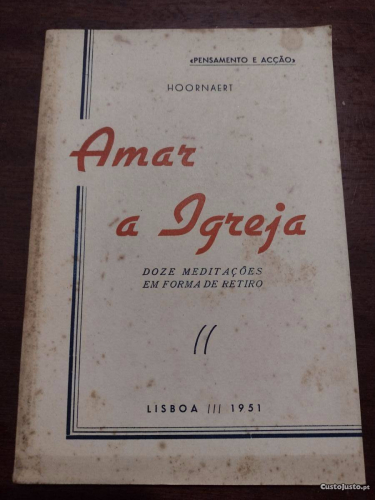 «PENSAMENTO E ACÇÃO»
HOORNAERT
Amar
a Igreja
DOZE MEDITAÇÕES
EM FORMA DE RETIRO
LISBOA /// 1951
CustoJusto.pt